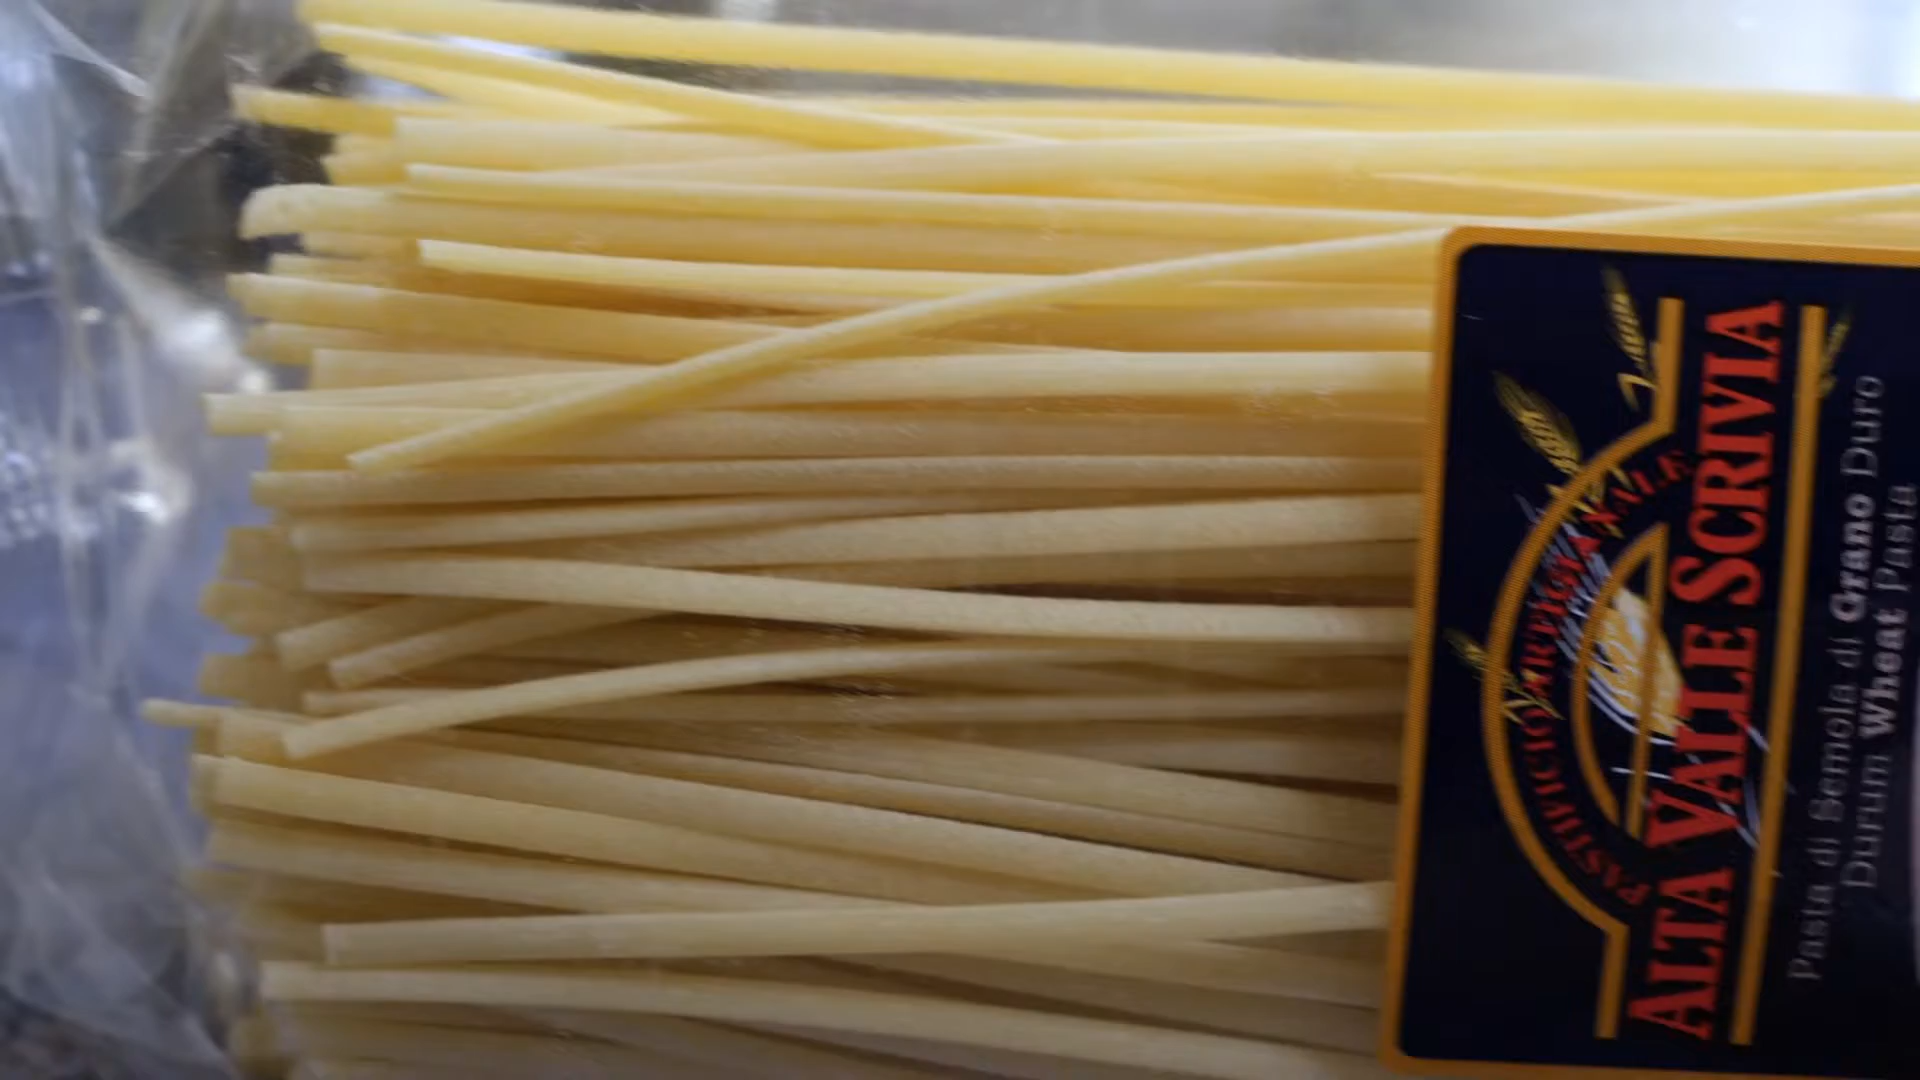 PASTIFICIO ARTIGIANALE
ALTA VALLE SCRIVIA
Pasta di Semola di Grano Duro
Durum Wheat Pasta